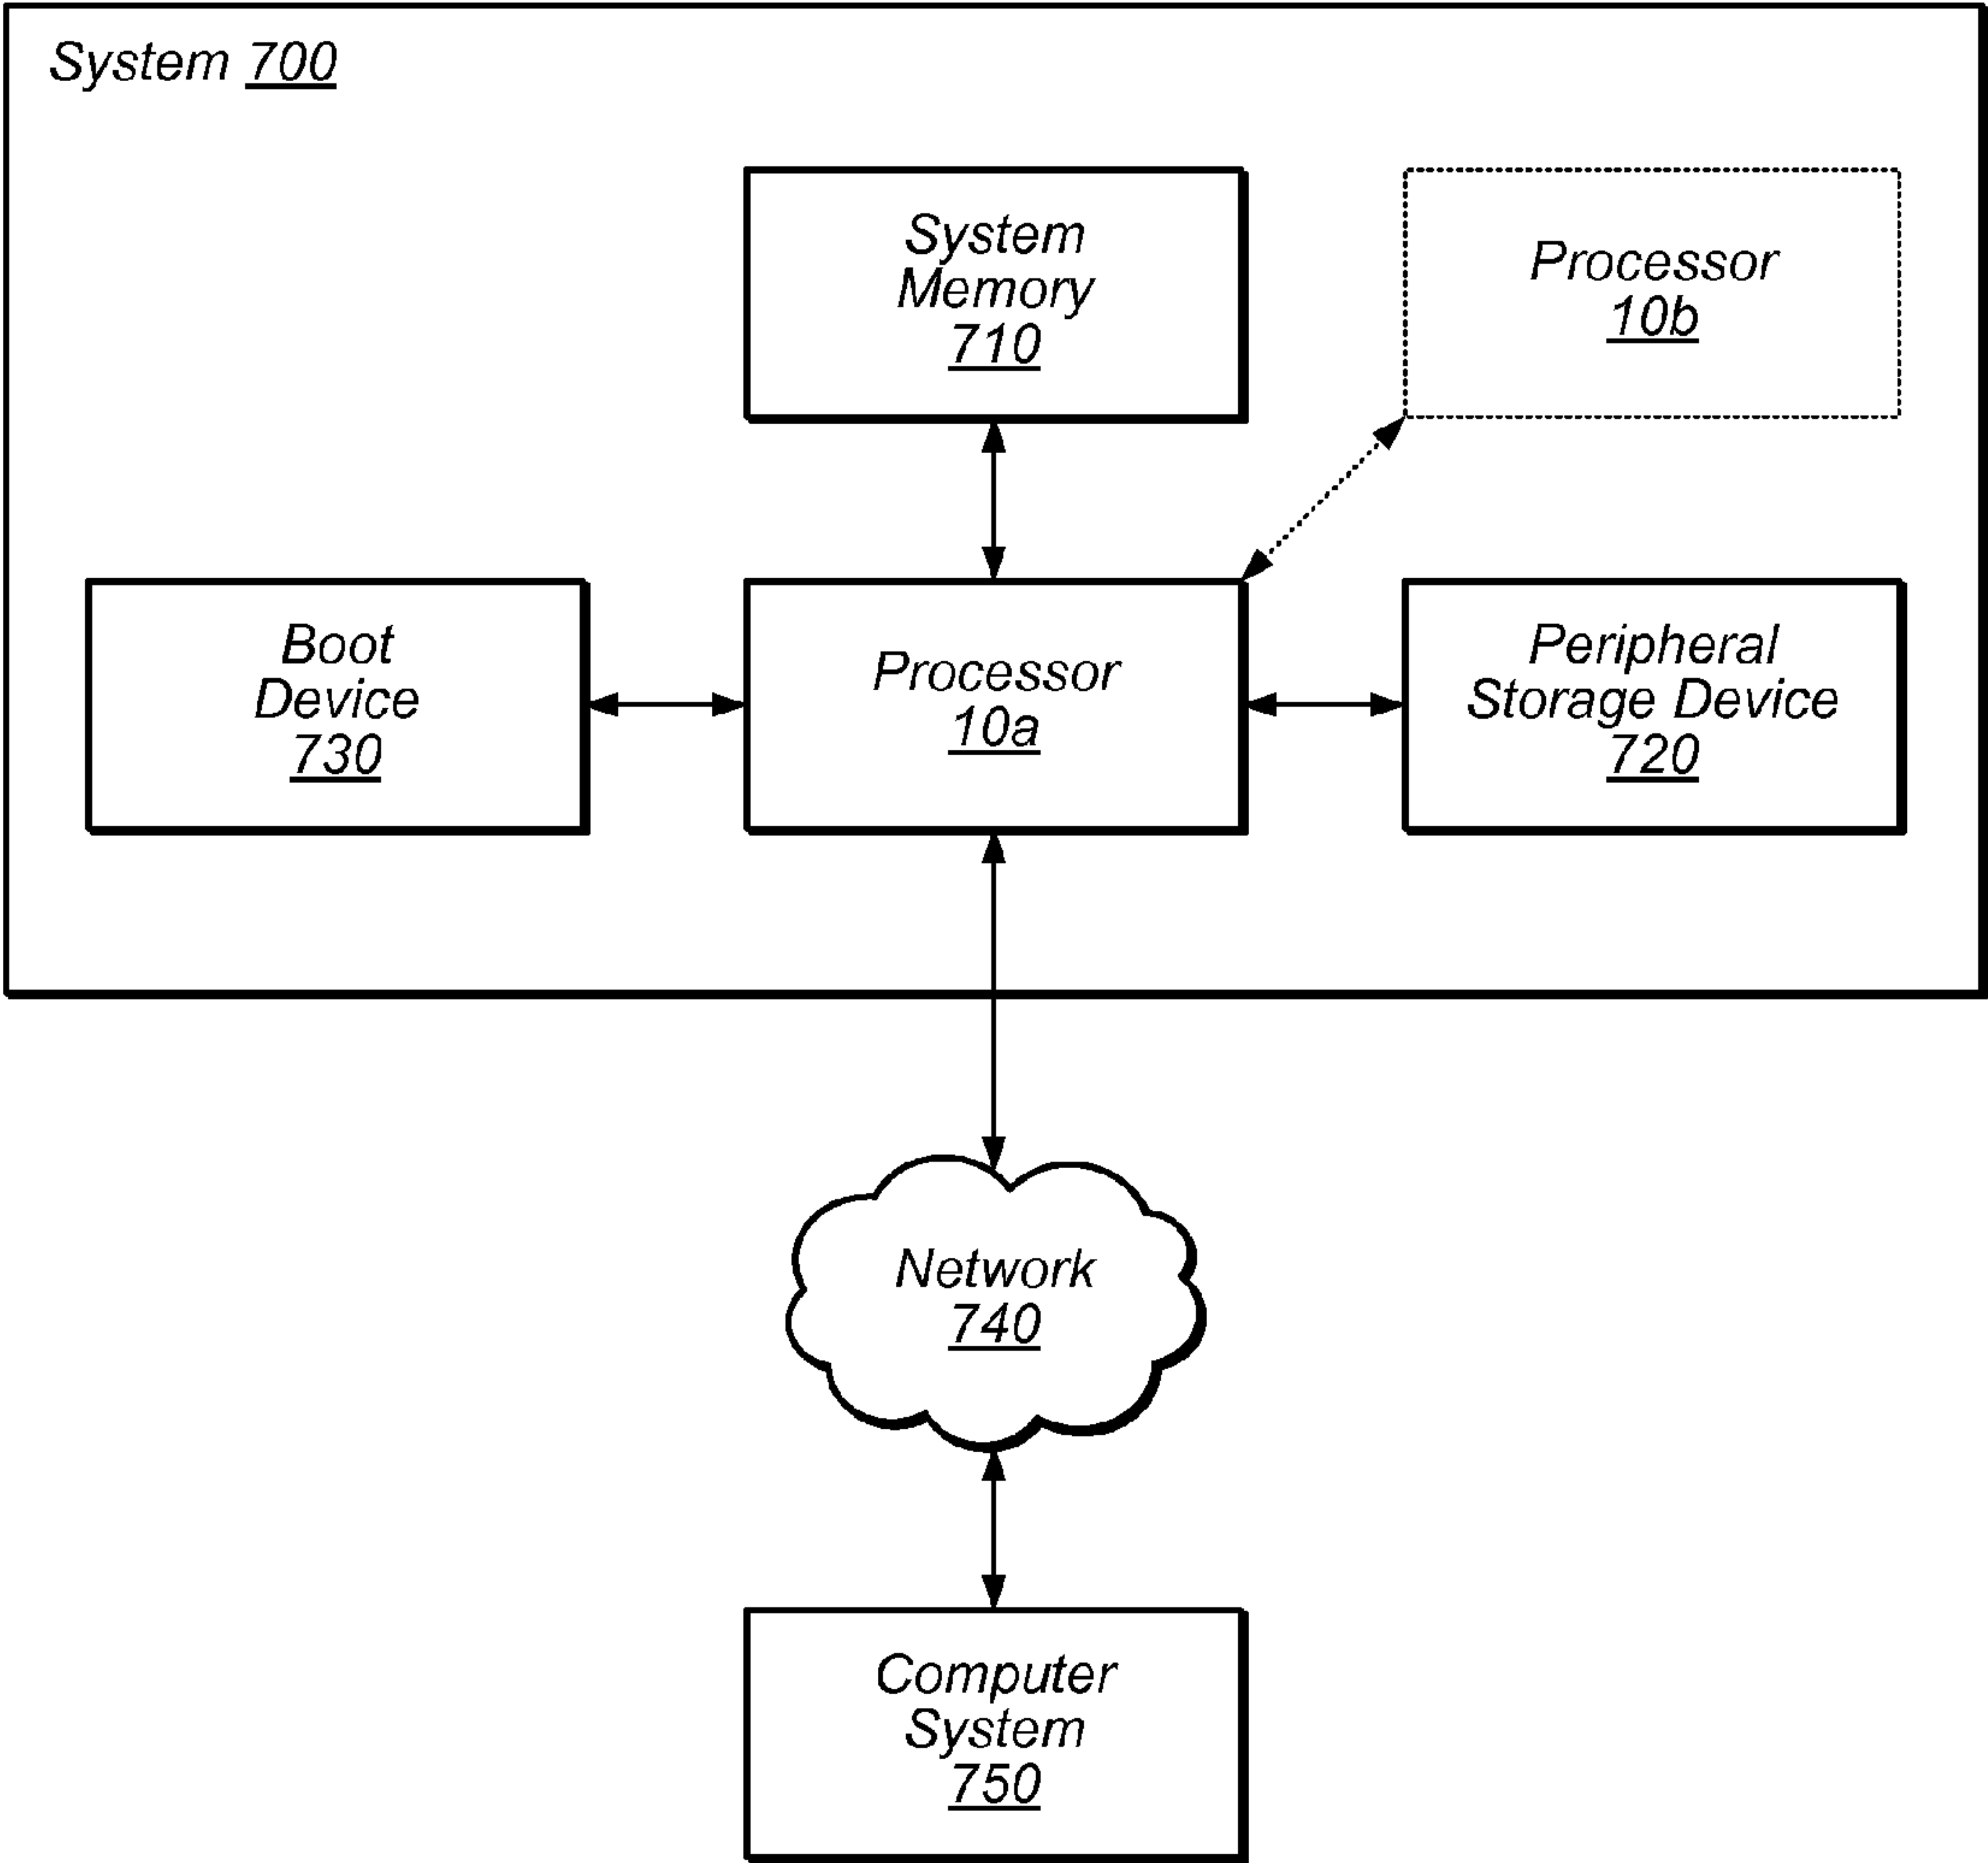 System 700
System
Memory
710
Processor
10b
Boot
Device
730
Processor
10a
Peripheral
Storage Device
720
Network
740
Computer
System
750